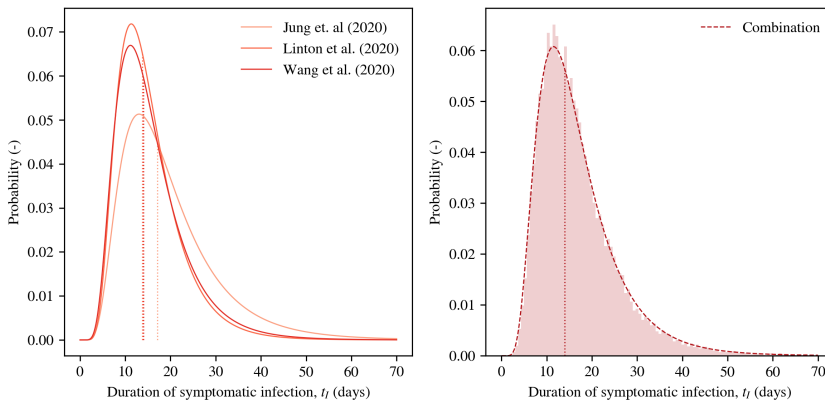 Jung et. al (2020)
Linton et al. (2020)
Wang et al. (2020)
0.07
0.06
0.05
0.04
0.03
0.02
0.01
0.00
Probability (-)
0 10 20 30 40 50 60 70
Duration of symptomatic infection, t_I (days)
Combination
0.06
0.05
0.04
0.03
0.02
0.01
0.00
Probability (-)
0 10 20 30 40 50 60 70
Duration of symptomatic infection, t_I (days)